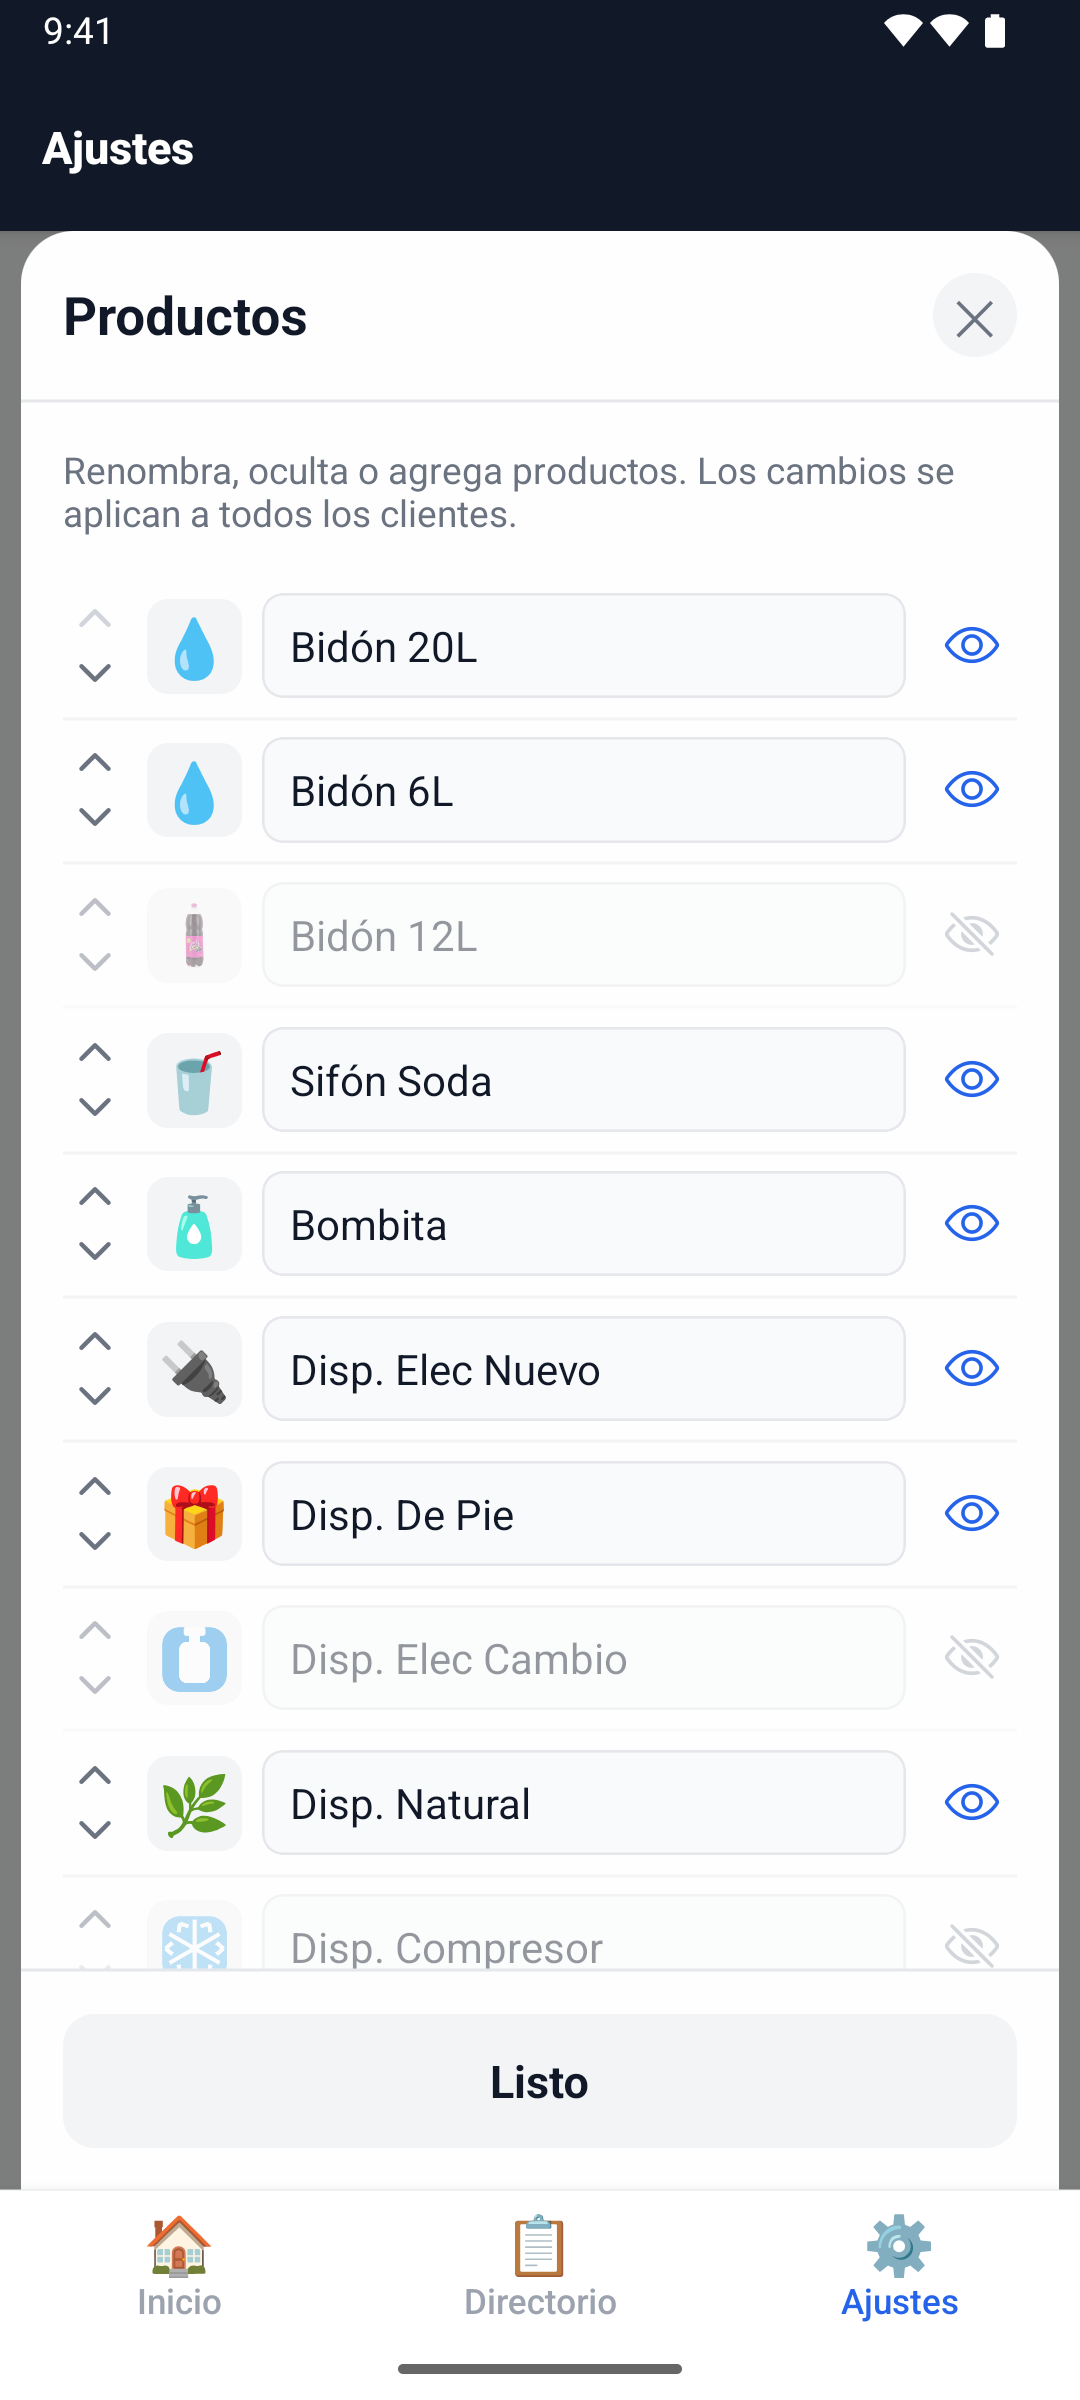 9:41
Ajustes
Productos
Renombra, oculta o agrega productos. Los cambios se
aplican a todos los clientes.
Bidón 20L
Bidón 6L
Bidón 12L
Sifón Soda
Bombita
Disp. Elec Nuevo
Disp. De Pie
Disp. Elec Cambio
Disp. Natural
Disp. Compresor
Listo
Inicio
Directorio
Ajustes